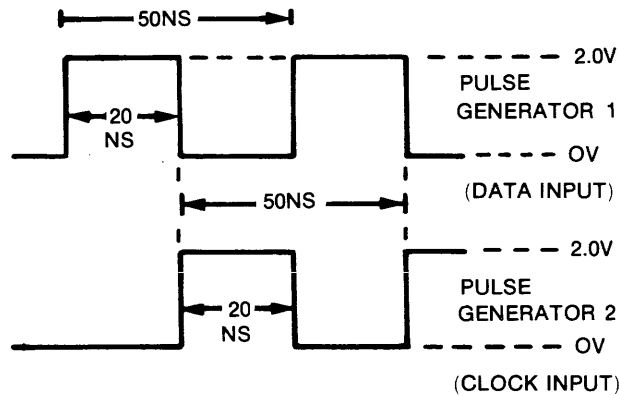 50NS
2.0V
PULSE
GENERATOR 1
20
NS
OV
(DATA INPUT)
50NS
2.0V
PULSE
GENERATOR 2
20
NS
OV
(CLOCK INPUT)